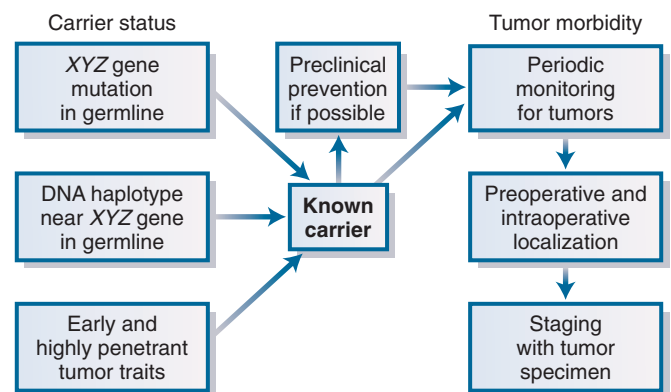 Carrier status
XYZ gene
mutation
in germline
DNA haplotype
near XYZ gene
in germline
Early and
highly penetrant
tumor traits
Preclinical
prevention
if possible
Known
carrier
Tumor morbidity
Periodic
monitoring
for tumors
Preoperative and
intraoperative
localization
Staging
with tumor
specimen